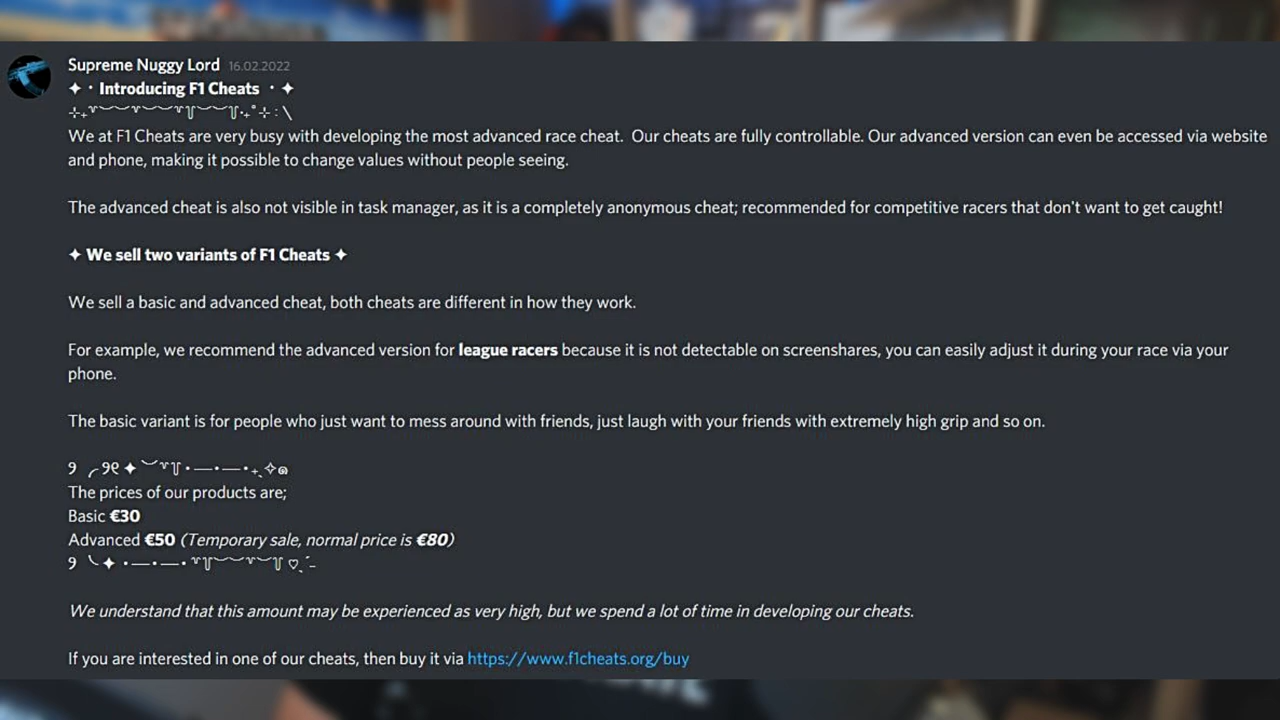 Supreme Nuggy Lord 16.02.2022
✦ · Introducing F1 Cheats · ✦
We at F1 Cheats are very busy with developing the most advanced race cheat. Our cheats are fully controllable. Our advanced version can even be accessed via website
and phone, making it possible to change values without people seeing.
The advanced cheat is also not visible in task manager, as it is a completely anonymous cheat; recommended for competitive racers that don't want to get caught!
✦ We sell two variants of F1 Cheats ✦
We sell a basic and advanced cheat, both cheats are different in how they work.
For example, we recommend the advanced version for league racers because it is not detectable on screenshares, you can easily adjust it during your race via your
phone.
The basic variant is for people who just want to mess around with friends, just laugh with your friends with extremely high grip and so on.
The prices of our products are;
Basic €30
Advanced €50 (Temporary sale, normal price is €80)
We understand that this amount may be experienced as very high, but we spend a lot of time in developing our cheats.
If you are interested in one of our cheats, then buy it via https://www.f1cheats.org/buy